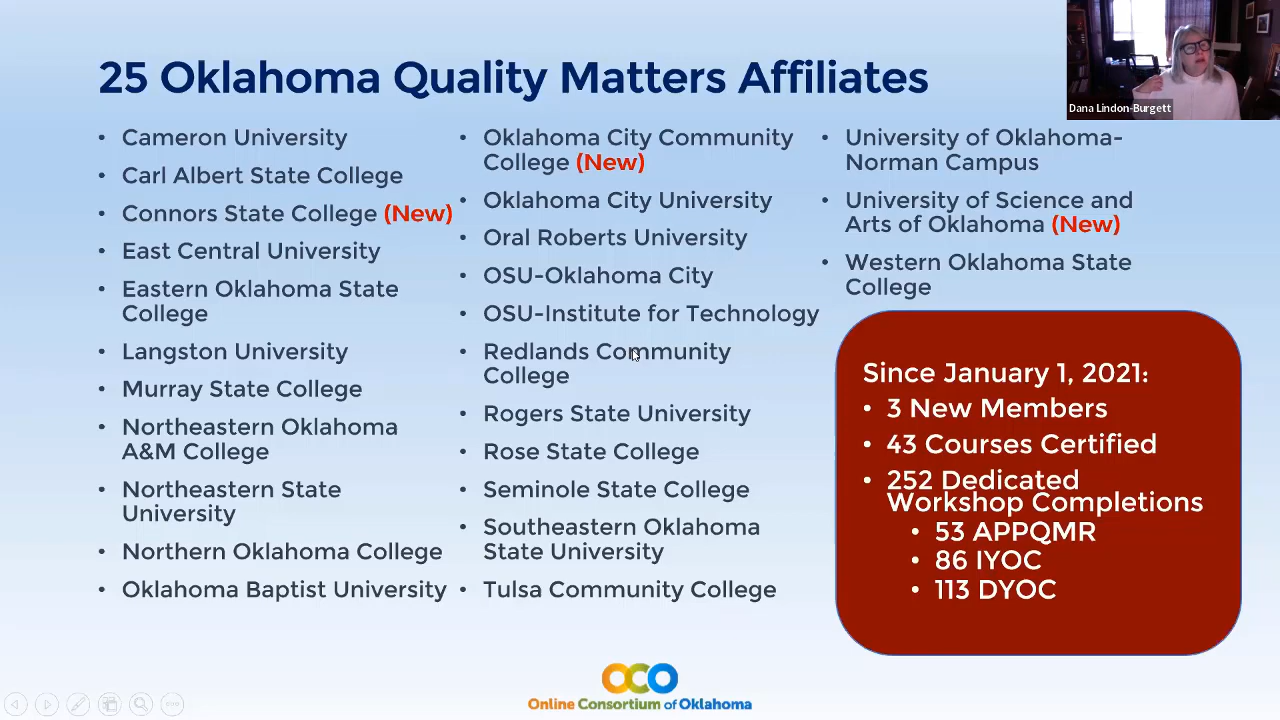 25 Oklahoma Quality Matters Affiliates
Dana Lindon-Burgett
• Cameron University
• Carl Albert State College
• Connors State College (New)
• East Central University
• Eastern Oklahoma State
College
• Langston University
• Murray State College
• Northeastern Oklahoma
A&M College
• Northeastern State
University
• Northern Oklahoma College
• Oklahoma Baptist University
• Oklahoma City Community
College (New)
• Oklahoma City University
• Oral Roberts University
• OSU-Oklahoma City
• OSU-Institute for Technology
• Redlands Community
College
• Rogers State University
• Rose State College
• Seminole State College
• Southeastern Oklahoma
State University
• Tulsa Community College
• University of Oklahoma-
Norman Campus
• University of Science and
Arts of Oklahoma (New)
• Western Oklahoma State
College
Since January 1, 2021:
• 3 New Members
• 43 Courses Certified
• 252 Dedicated
Workshop Completions
• 53 APPQMR
• 86 IYOC
• 113 DYOC
OCO
Online Consortium of Oklahoma